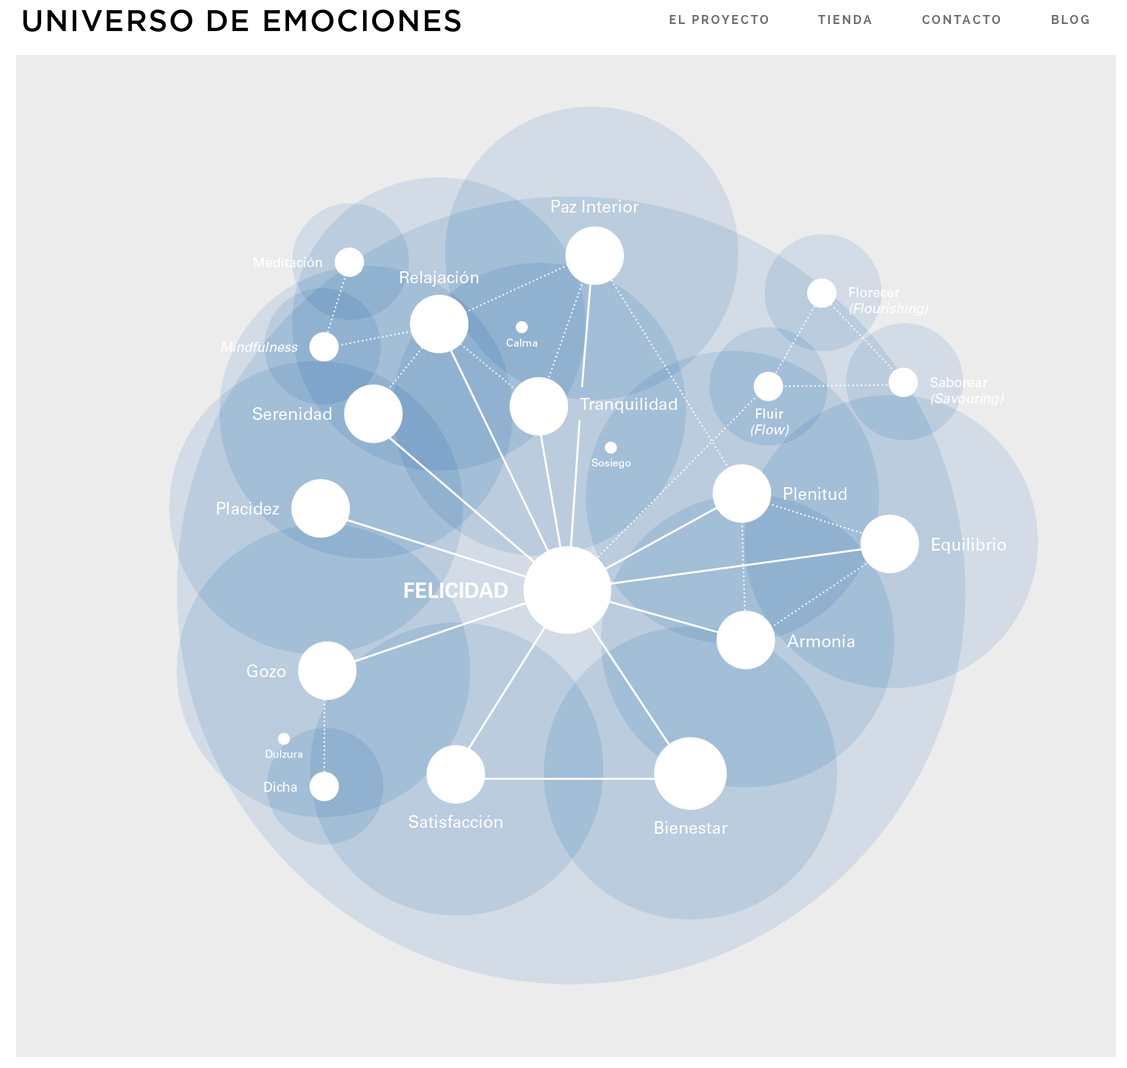 UNIVERSO DE EMOCIONES
EL PROYECTO
TIENDA
CONTACTO
BLOG
Paz Interior
Meditación
Relajación
Florecer
(Flourishing)
Calma
Mindfulness
Saborear
(Savouring)
Serenidad
Tranquilidad
Fluir
(Flow)
Sosiego
Placidez
Plenitud
Equilibrio
FELICIDAD
Armonía
Gozo
Dulzura
Dicha
Satisfacción
Bienestar